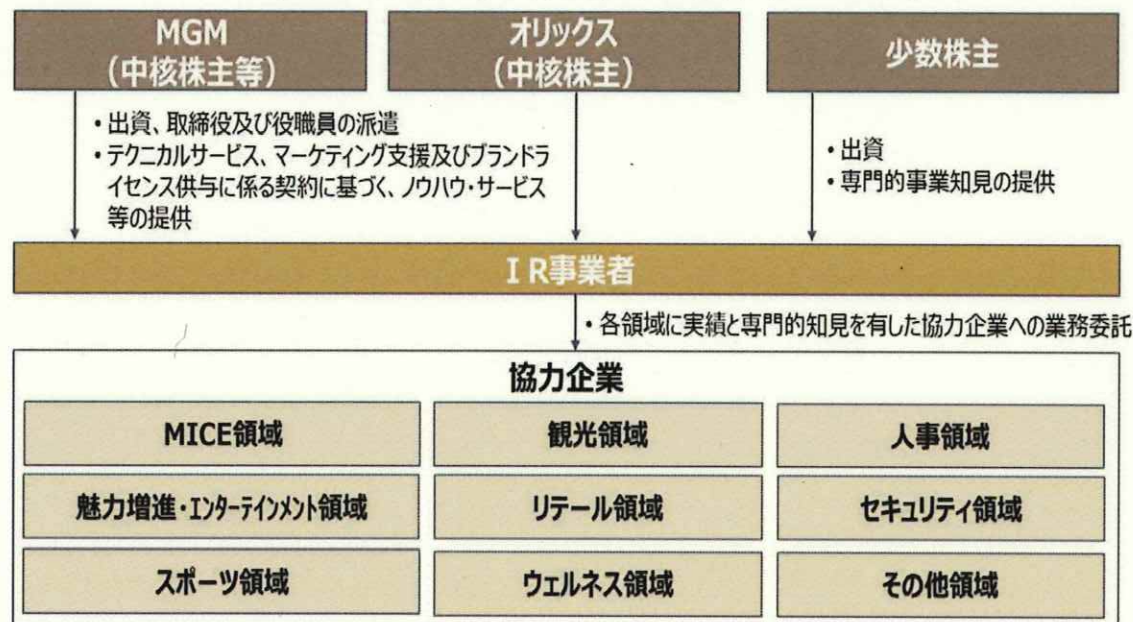 MGM
(中核株主等)
オリックス
(中核株主)
少数株主
・出資、取締役及び役職員の派遣
・テクニカルサービス、マーケティング支援及びブランドラ
イセンス供与に係る契約に基づく、ノウハウ・サービス
等の提供
・出資
・専門的事業知見の提供
ＩＲ事業者
・各領域に実績と専門的知見を有した協力企業への業務委託
協力企業
MICE領域
観光領域
人事領域
魅力増進・エンターテインメント領域
リテール領域
セキュリティ領域
スポーツ領域
ウェルネス領域
その他領域